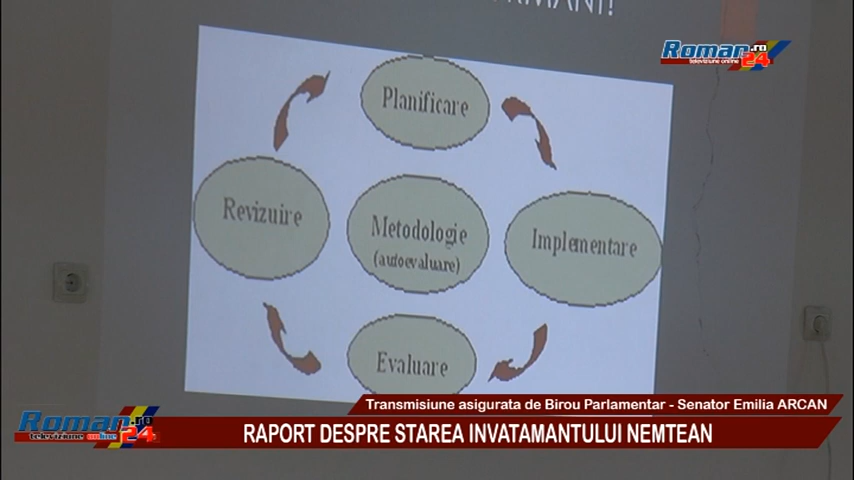 Roman.ro
televiziune online 24
Planificare
Revizuire
Metodologie
(autoevaluare)
Implementare
Evaluare
Transmisiune asigurata de Birou Parlamentar - Senator Emilia ARCAN
Roman.ro
televiziune online 24
RAPORT DESPRE STAREA INVATAMANTULUI NEMTEAN